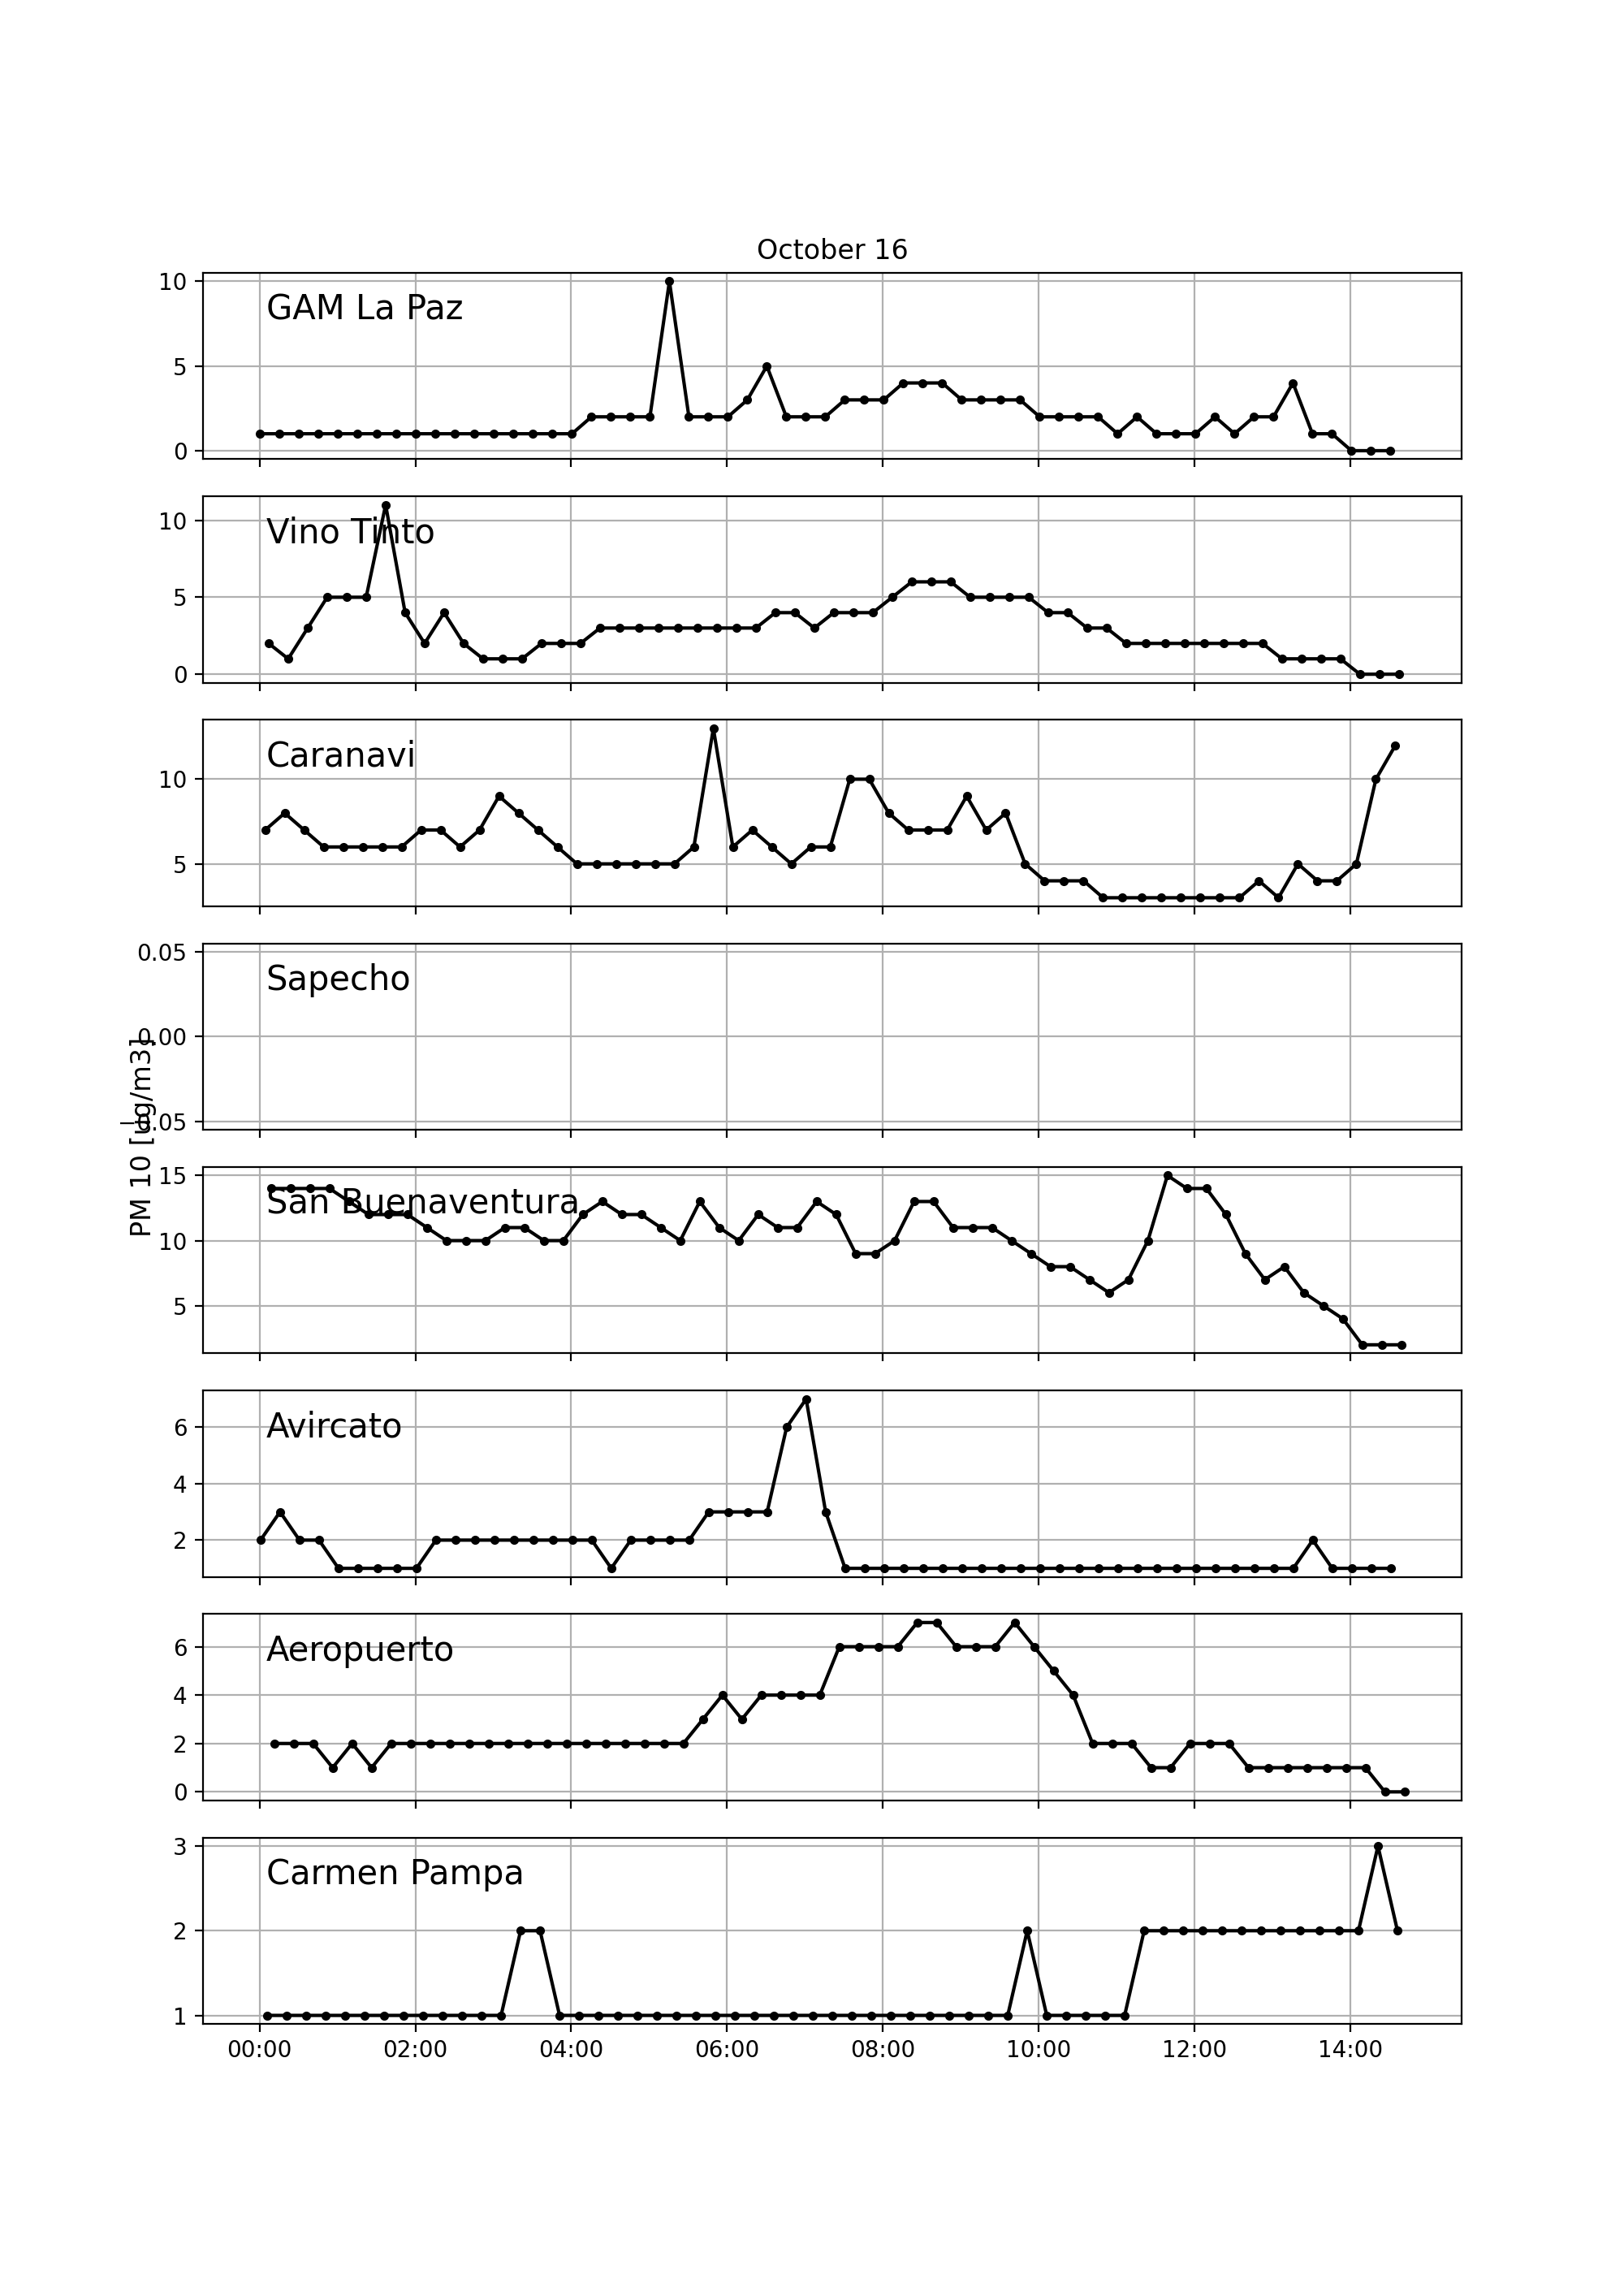 October 16
10
5
0
GAM La Paz
10
5
0
Vino Tinto
10
5
Caranavi
0.05
0.00
−0.05
Sapecho
PM 10 [ug/m3]
15
10
5
San Buenaventura
6
4
2
Avircato
6
4
2
0
Aeropuerto
3
2
1
Carmen Pampa
00:00 02:00 04:00 06:00 08:00 10:00 12:00 14:00